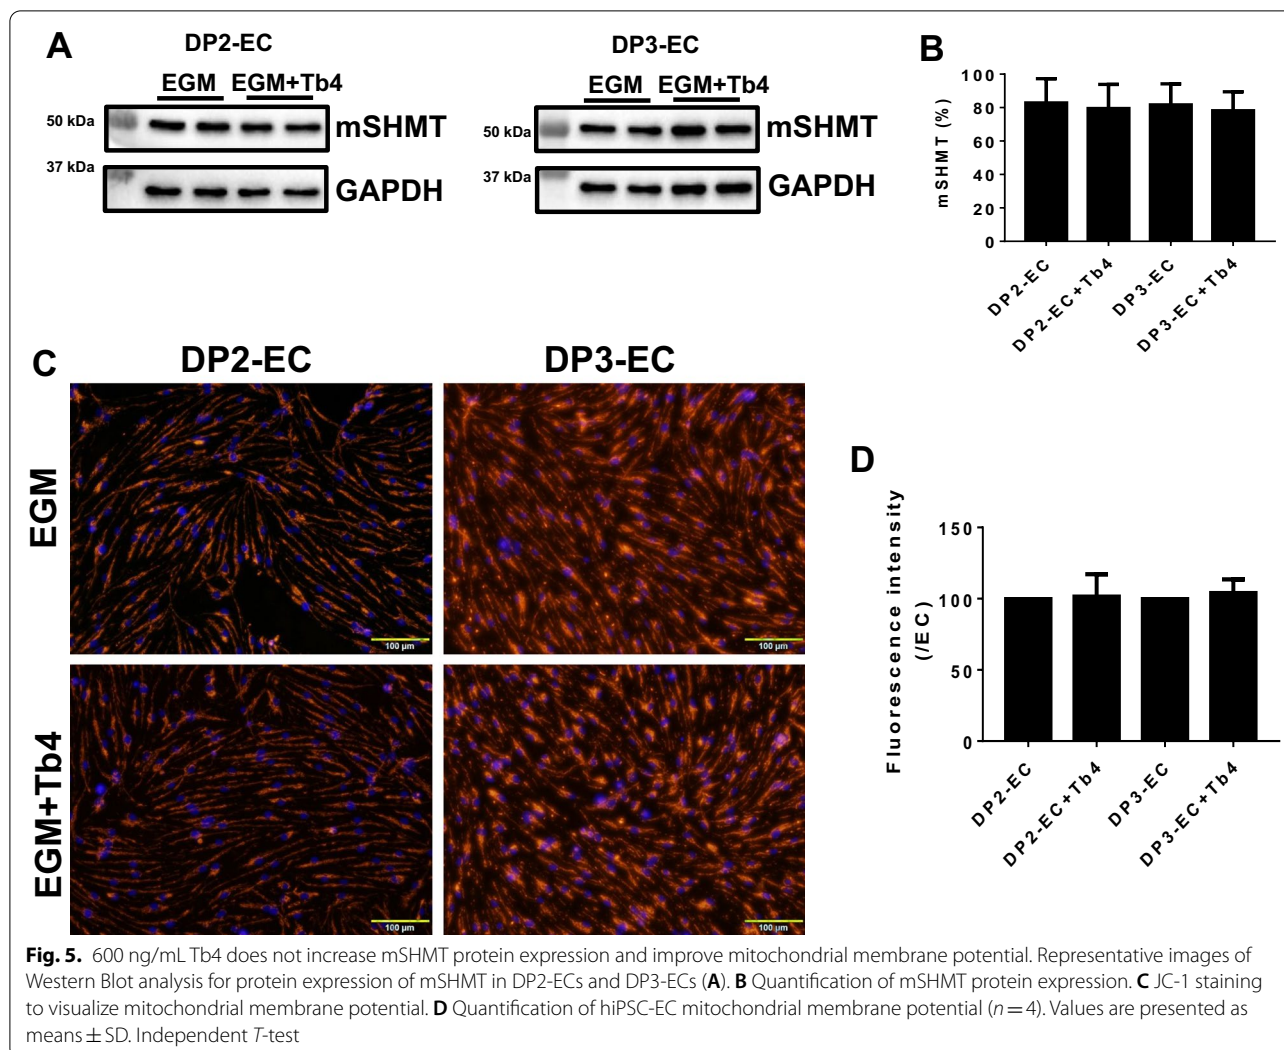 A
DP2-EC
EGM EGM+Tb4
50 kDa
mSHMT
37 kDa
GAPDH
DP3-EC
EGM EGM+Tb4
50 kDa
mSHMT
37 kDa
GAPDH
B
mSHMT (%)
100
80
60
40
20
0
DP2-EC
DP2-EC+Tb4
DP3-EC
DP3-EC+Tb4
C
DP2-EC
DP3-EC
EGM
100 µm
100 µm
EGM+Tb4
100 µm
100 µm
D
Fluorescence intensity
(/EC)
150
100
50
0
DP2-EC
DP2-EC+Tb4
DP3-EC
DP3-EC+Tb4
Fig. 5. 600 ng/mL Tb4 does not increase mSHMT protein expression and improve mitochondrial membrane potential. Representative images of
Western Blot analysis for protein expression of mSHMT in DP2-ECs and DP3-ECs (A). B Quantification of mSHMT protein expression. C JC-1 staining
to visualize mitochondrial membrane potential. D Quantification of hiPSC-EC mitochondrial membrane potential (n = 4). Values are presented as
means ± SD. Independent T-test